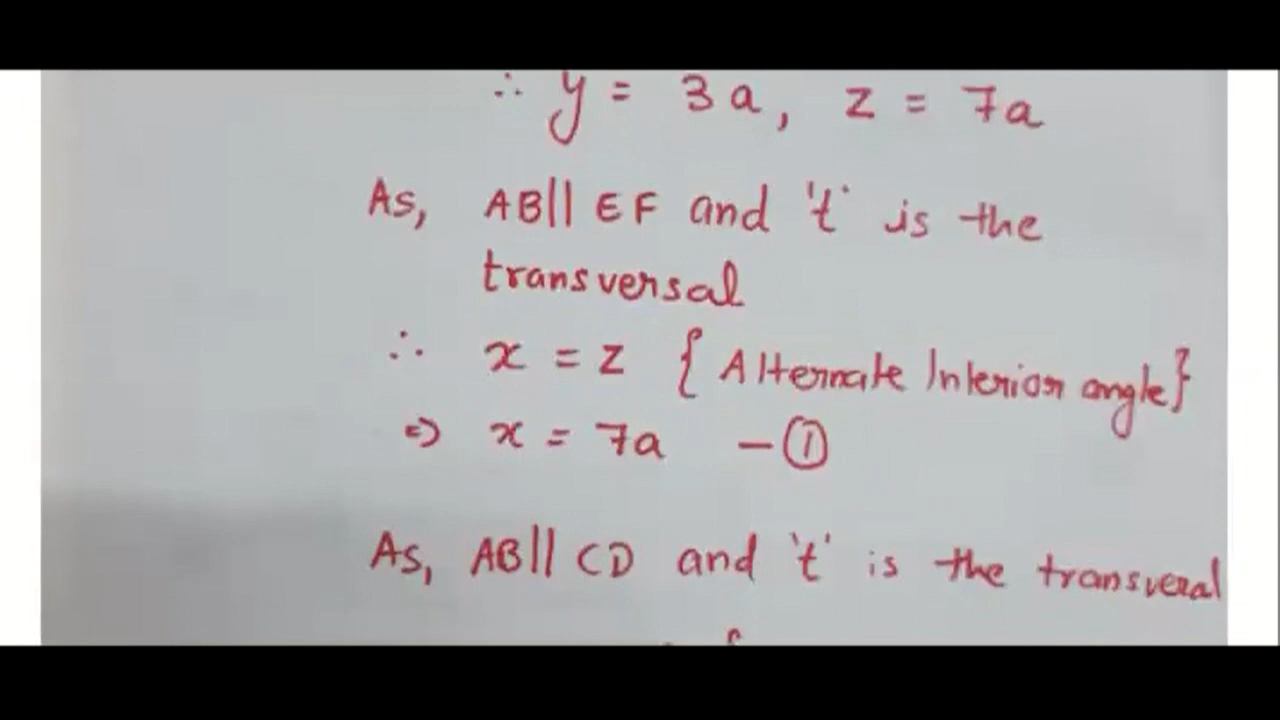 ∴ y = 3a, z = 7a
As, AB || EF and 't' is the
transversal
∴ x = z { Alternate Interior angle}
⇒ x = 7a – ①
As, AB || CD and 't' is the transveral